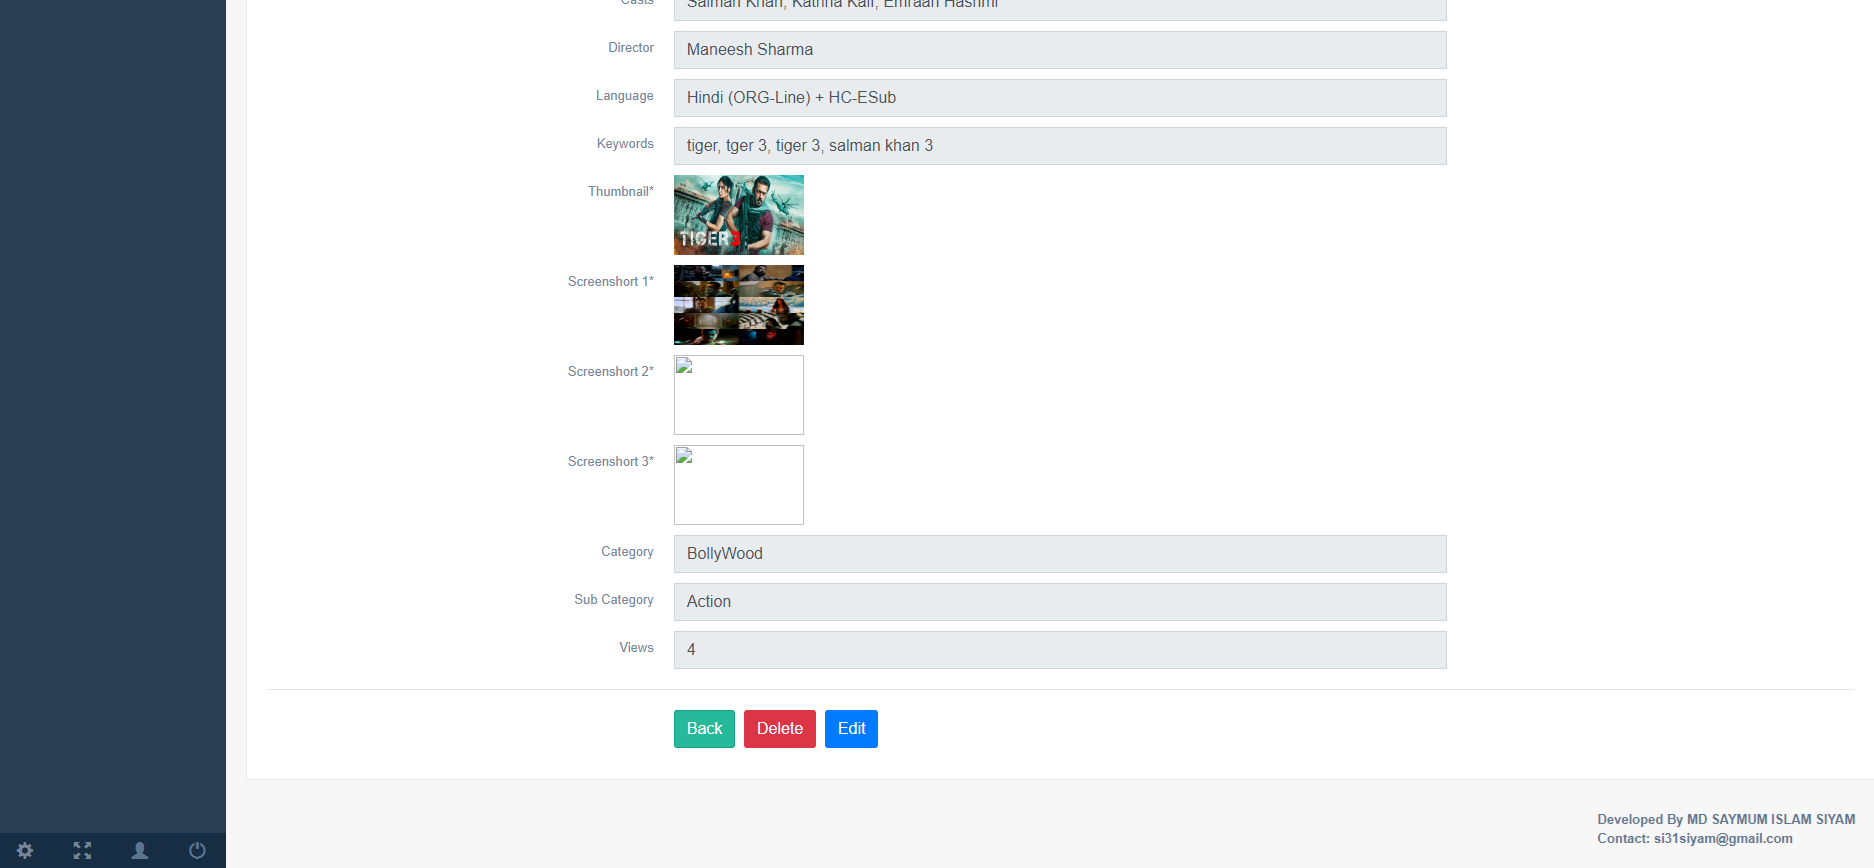 Casts Salman Khan, Katrina Kaif, Emraan Hashmi
Director Maneesh Sharma
Language Hindi (ORG-Line) + HC-ESub
Keywords tiger, tger 3, tiger 3, salman khan 3
Thumbnail*
TIGER 3
Screenshort 1*
Screenshort 2*
Screenshort 3*
Category BollyWood
Sub Category Action
Views 4
Back Delete Edit
Developed By MD SAYMUM ISLAM SIYAM
Contact: si31siyam@gmail.com